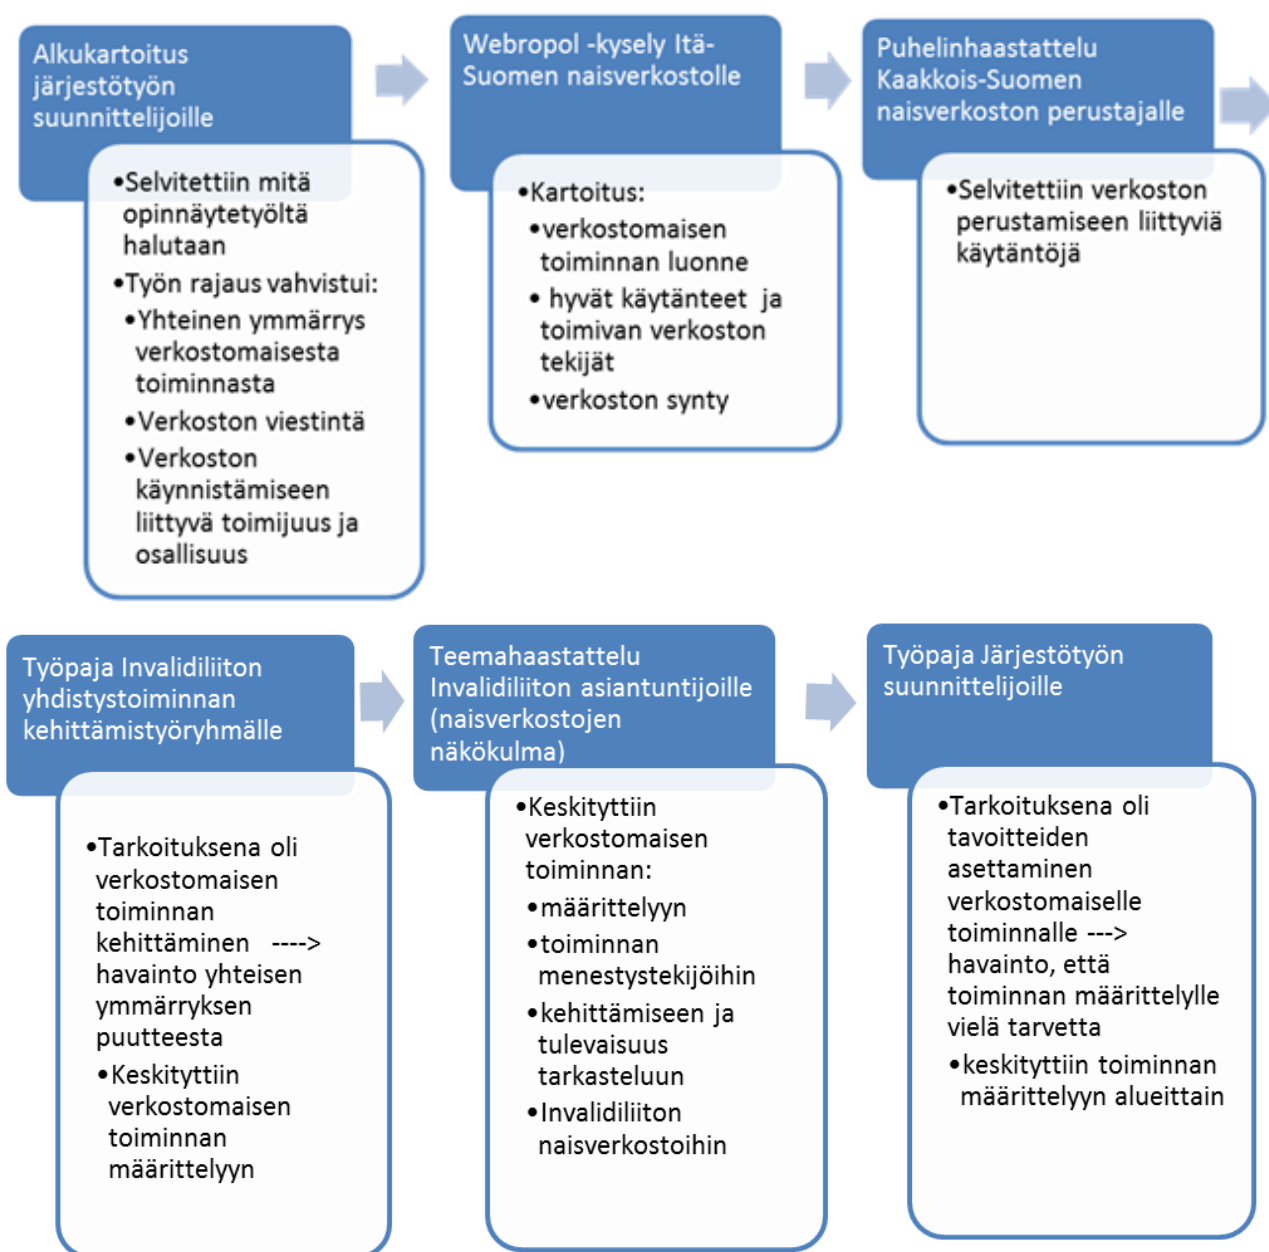 Alkukartoitus
järjestötyön
suunnittelijoille
•Selvitettiin mitä
opinnäytetyöltä
halutaan
•Työn rajaus vahvistui:
•Yhteinen ymmärrys
verkostomaisesta
toiminnasta
•Verkoston viestintä
•Verkoston
käynnistämiseen
liittyvä toimijuus ja
osallisuus
Webropol -kysely Itä-
Suomen naisverkostolle
•Kartoitus:
•verkostomaisen
toiminnan luonne
• hyvät käytänteet ja
toimivan verkoston
tekijät
•verkoston synty
Puhelinhaastattelu
Kaakkois-Suomen
naisverkoston perustajalle
•Selvitettiin verkoston
perustamiseen liittyviä
käytäntöjä
Työpaja Invalidiliiton
yhdistystoiminnan
kehittämistyöryhmälle
•Tarkoituksena oli
verkostomaisen
toiminnan
kehittäminen ---->
havainto yhteisen
ymmärryksen
puutteesta
•Keskityttiin
verkostomaisen
toiminnan
määrittelyyn
Teemahaastattelu
Invalidiliiton asiantuntijoille
(naisverkostojen
näkökulma)
•Keskityttiin
verkostomaisen
toiminnan:
•määrittelyyn
•toiminnan
menestystekijöihin
•kehittämiseen ja
tulevaisuus
tarkasteluun
•Invalidiliiton
naisverkostoihin
Työpaja Järjestötyön
suunnittelijoille
•Tarkoituksena oli
tavoitteiden
asettaminen
verkostomaiselle
toiminnalle --->
havainto, että
toiminnan määrittelylle
vielä tarvetta
•keskityttiin toiminnan
määrittelyyn alueittain